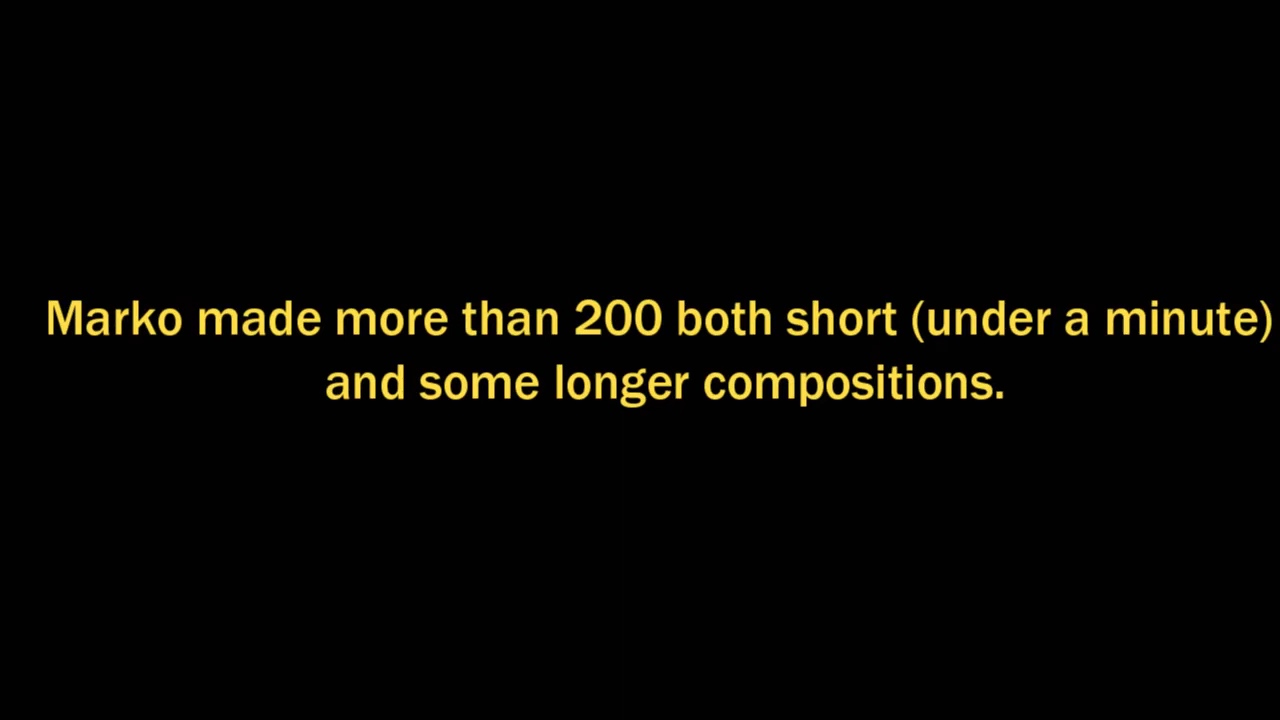 Marko made more than 200 both short (under a minute)
and some longer compositions.